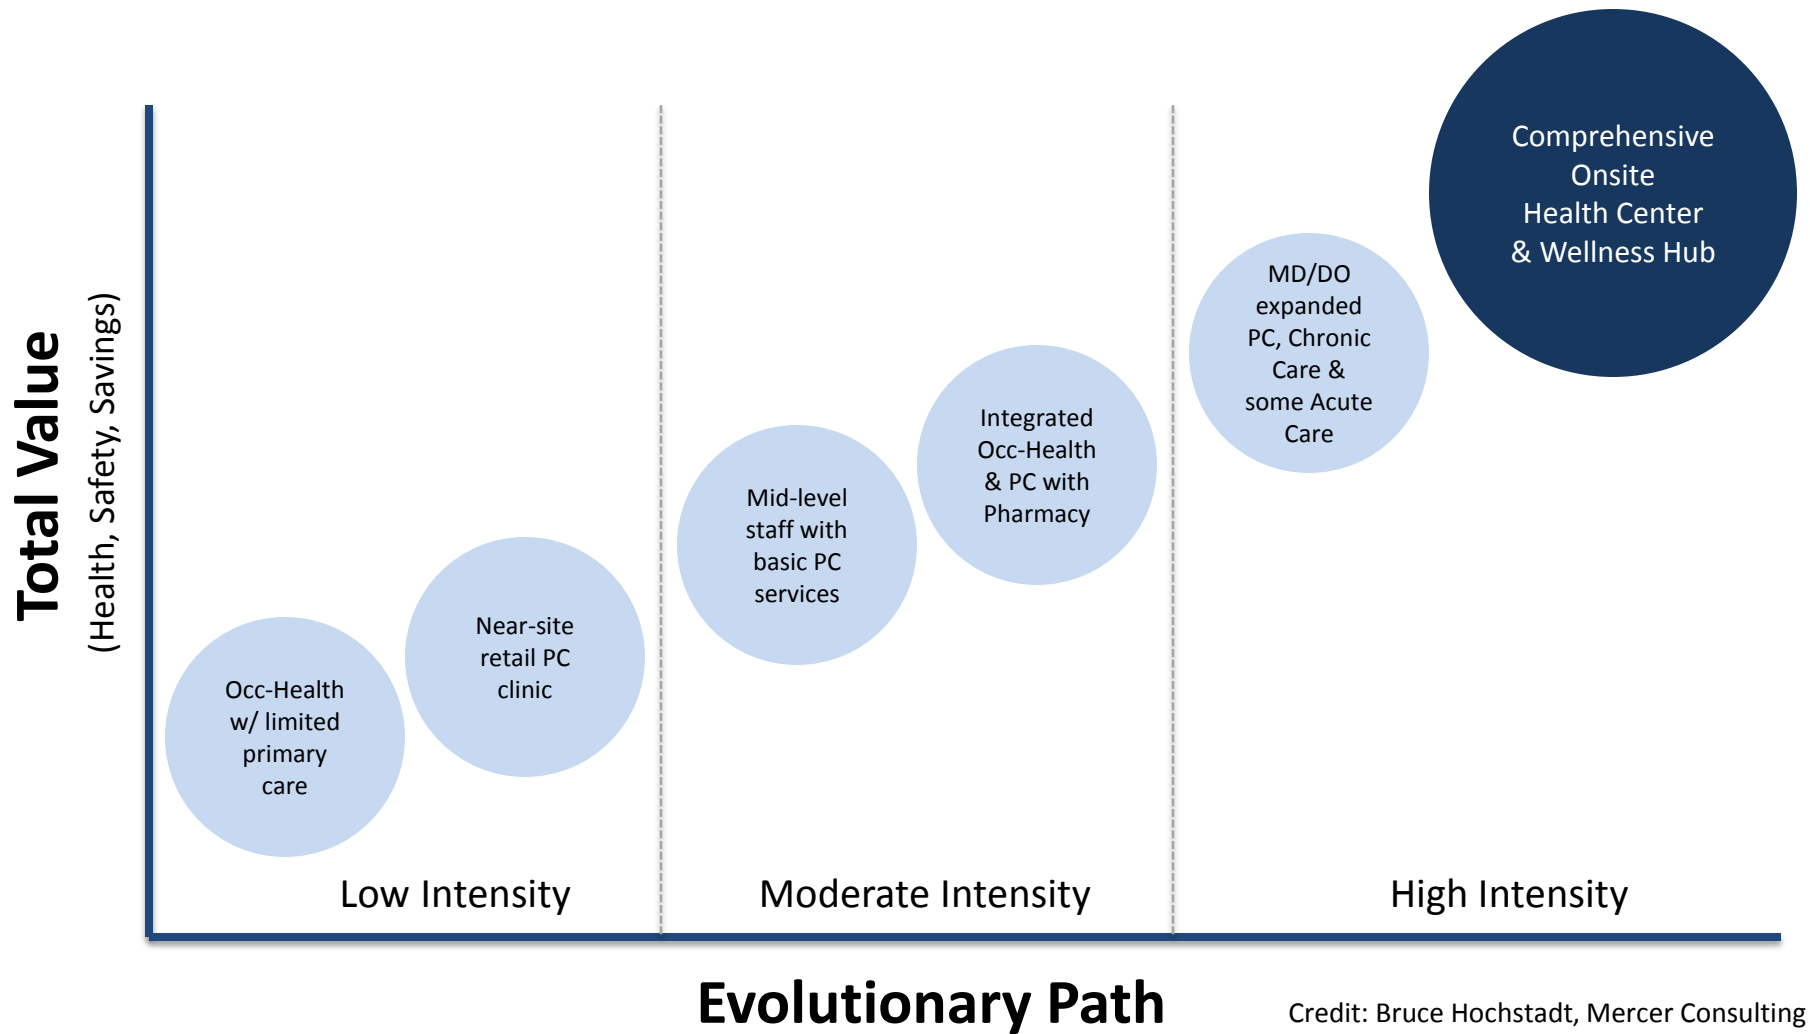 Total Value
(Health, Safety, Savings)
Occ-Health
w/ limited
primary
care
Near-site
retail PC
clinic
Mid-level
staff with
basic PC
services
Integrated
Occ-Health
& PC with
Pharmacy
MD/DO
expanded
PC, Chronic
Care &
some Acute
Care
Comprehensive
Onsite
Health Center
& Wellness Hub
Low Intensity
Moderate Intensity
High Intensity
Evolutionary Path
Credit: Bruce Hochstadt, Mercer Consulting